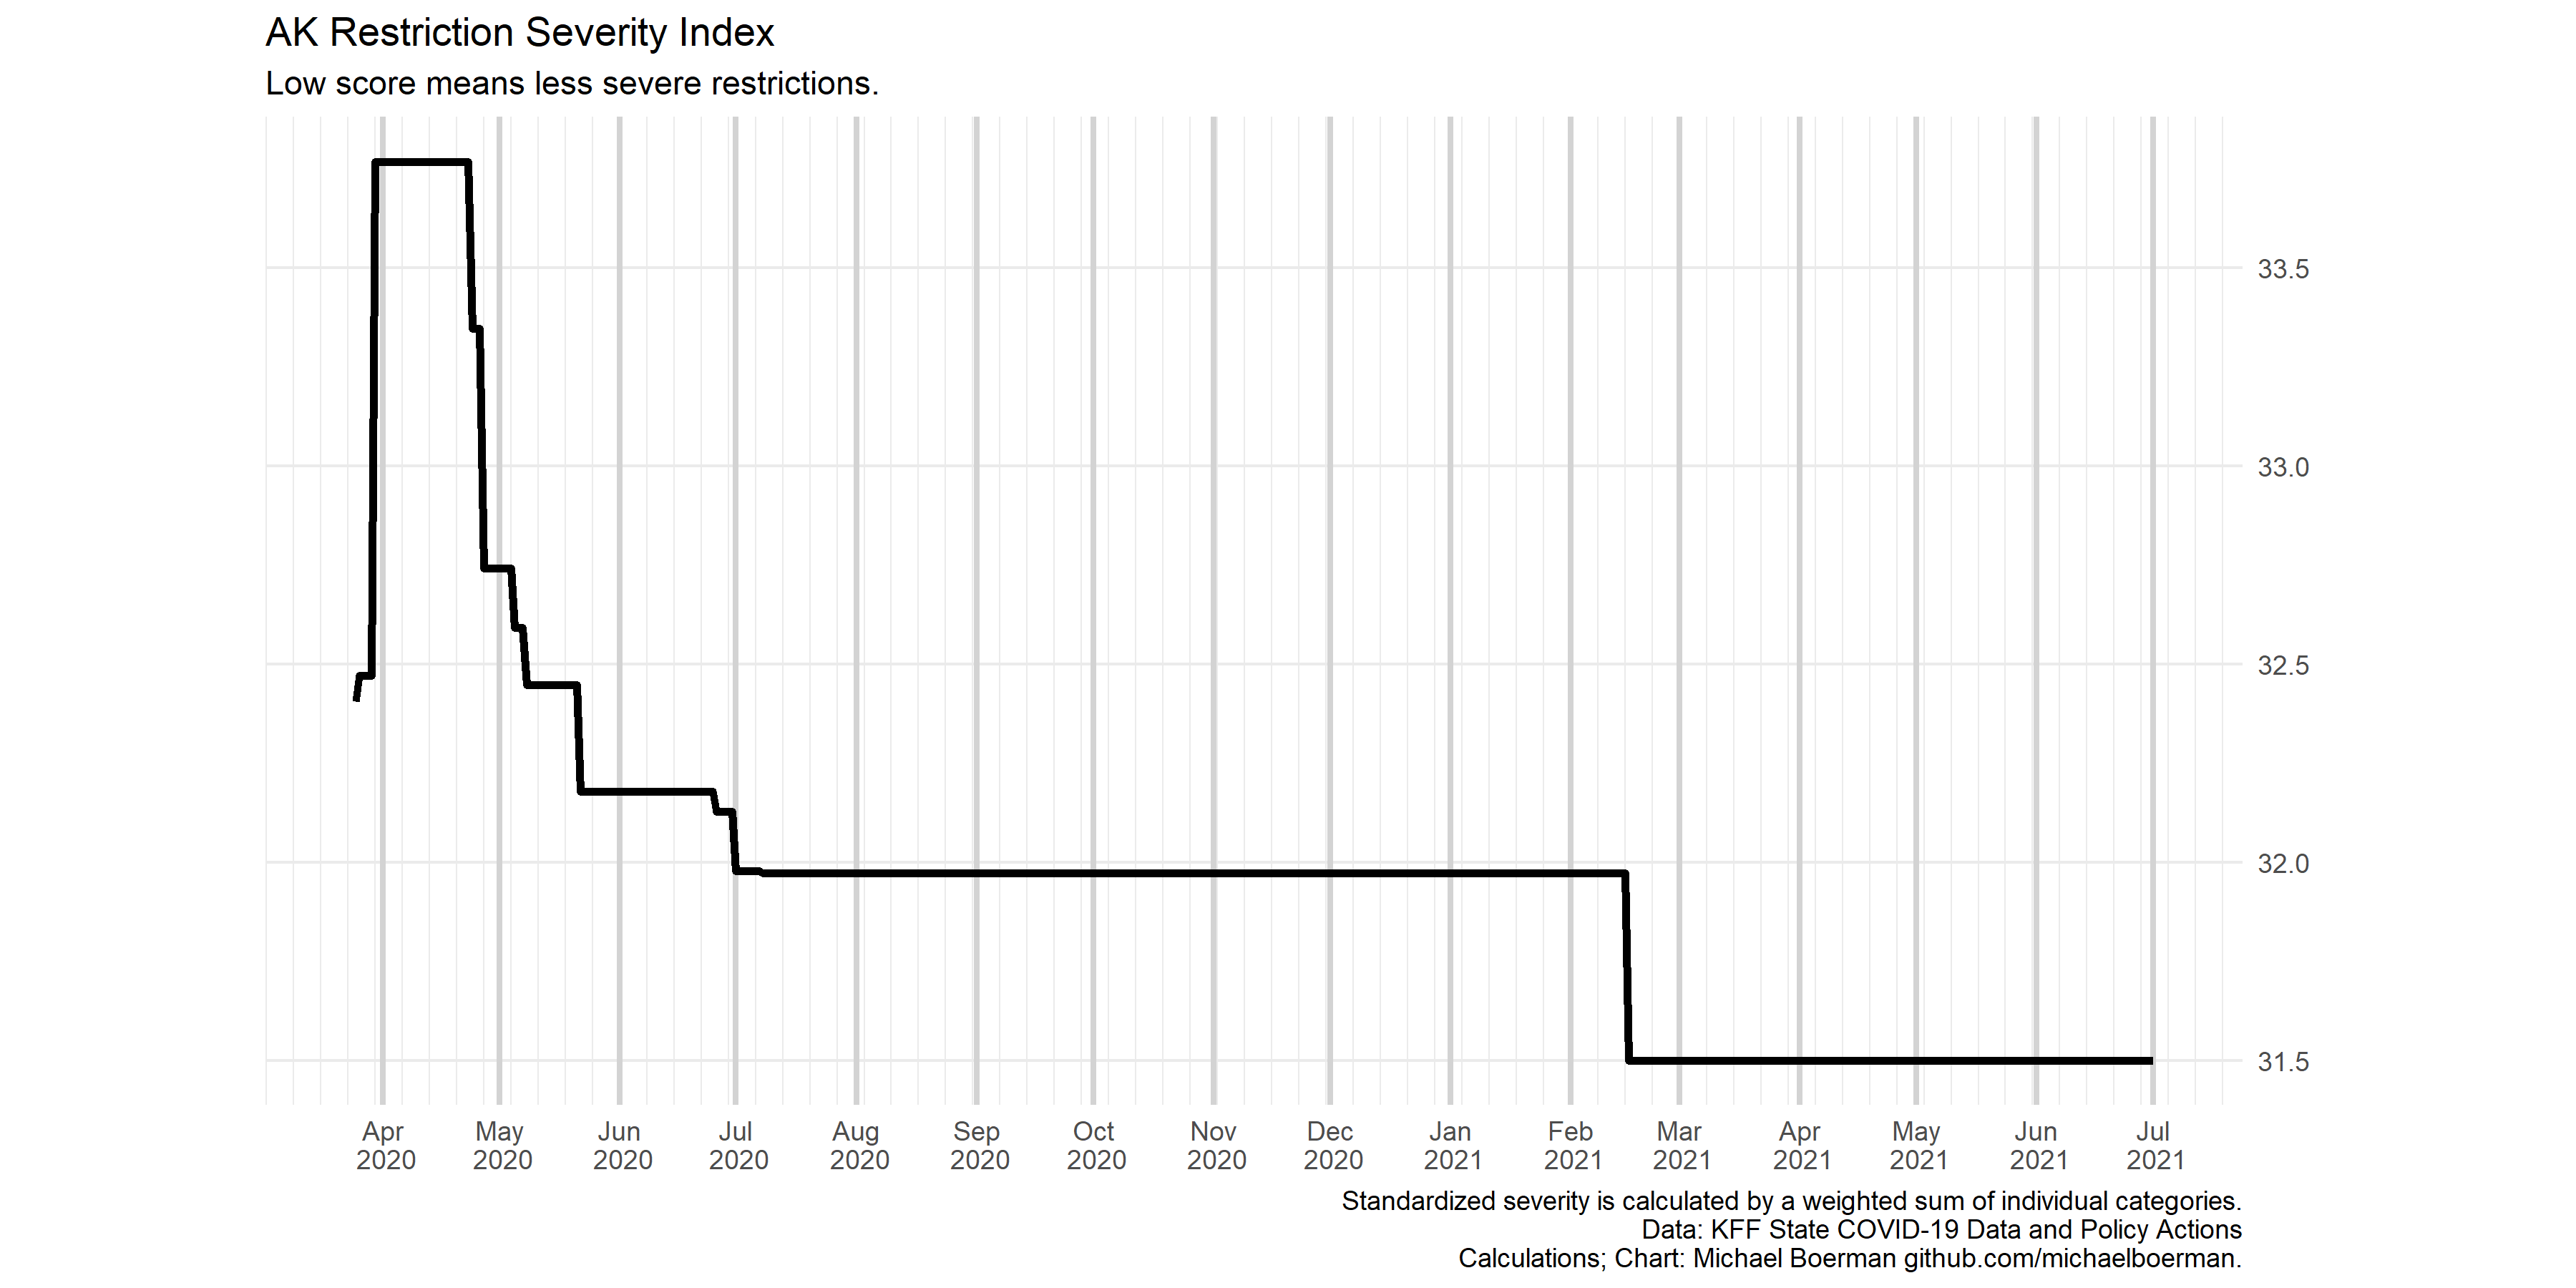 AK Restriction Severity Index
Low score means less severe restrictions.
33.5
33.0
32.5
32.0
31.5
Apr May Jun Jul Aug Sep Oct Nov Dec Jan Feb Mar Apr May Jun Jul
2020 2020 2020 2020 2020 2020 2020 2020 2020 2021 2021 2021 2021 2021 2021 2021
Standardized severity is calculated by a weighted sum of individual categories.
Data: KFF State COVID-19 Data and Policy Actions
Calculations; Chart: Michael Boerman github.com/michaelboerman.